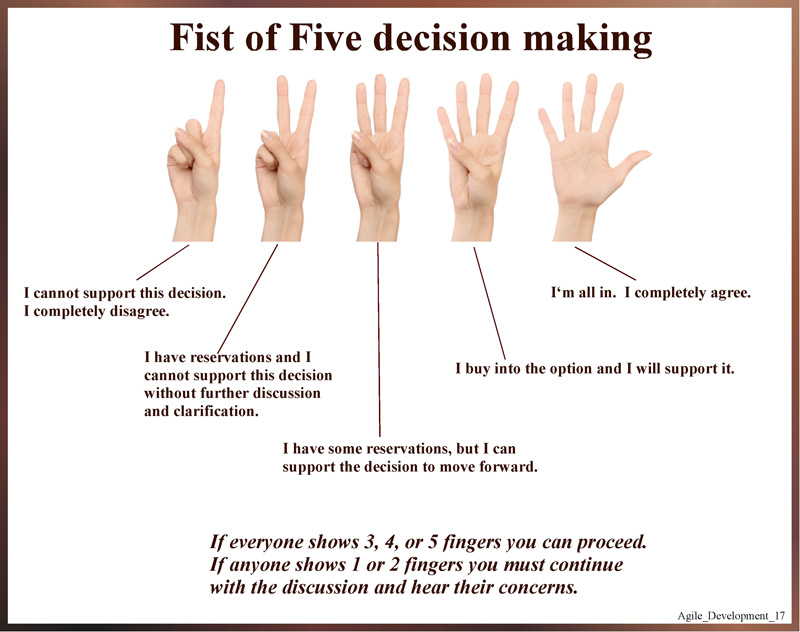 Fist of Five decision making
I cannot support this decision.
I completely disagree.
I have reservations and I
cannot support this decision
without further discussion
and clarification.
I have some reservations, but I can
support the decision to move forward.
I buy into the option and I will support it.
I‘m all in.  I completely agree.
If everyone shows 3, 4, or 5 fingers you can proceed.
If anyone shows 1 or 2 fingers you must continue
with the discussion and hear their concerns.
Agile_Development_17